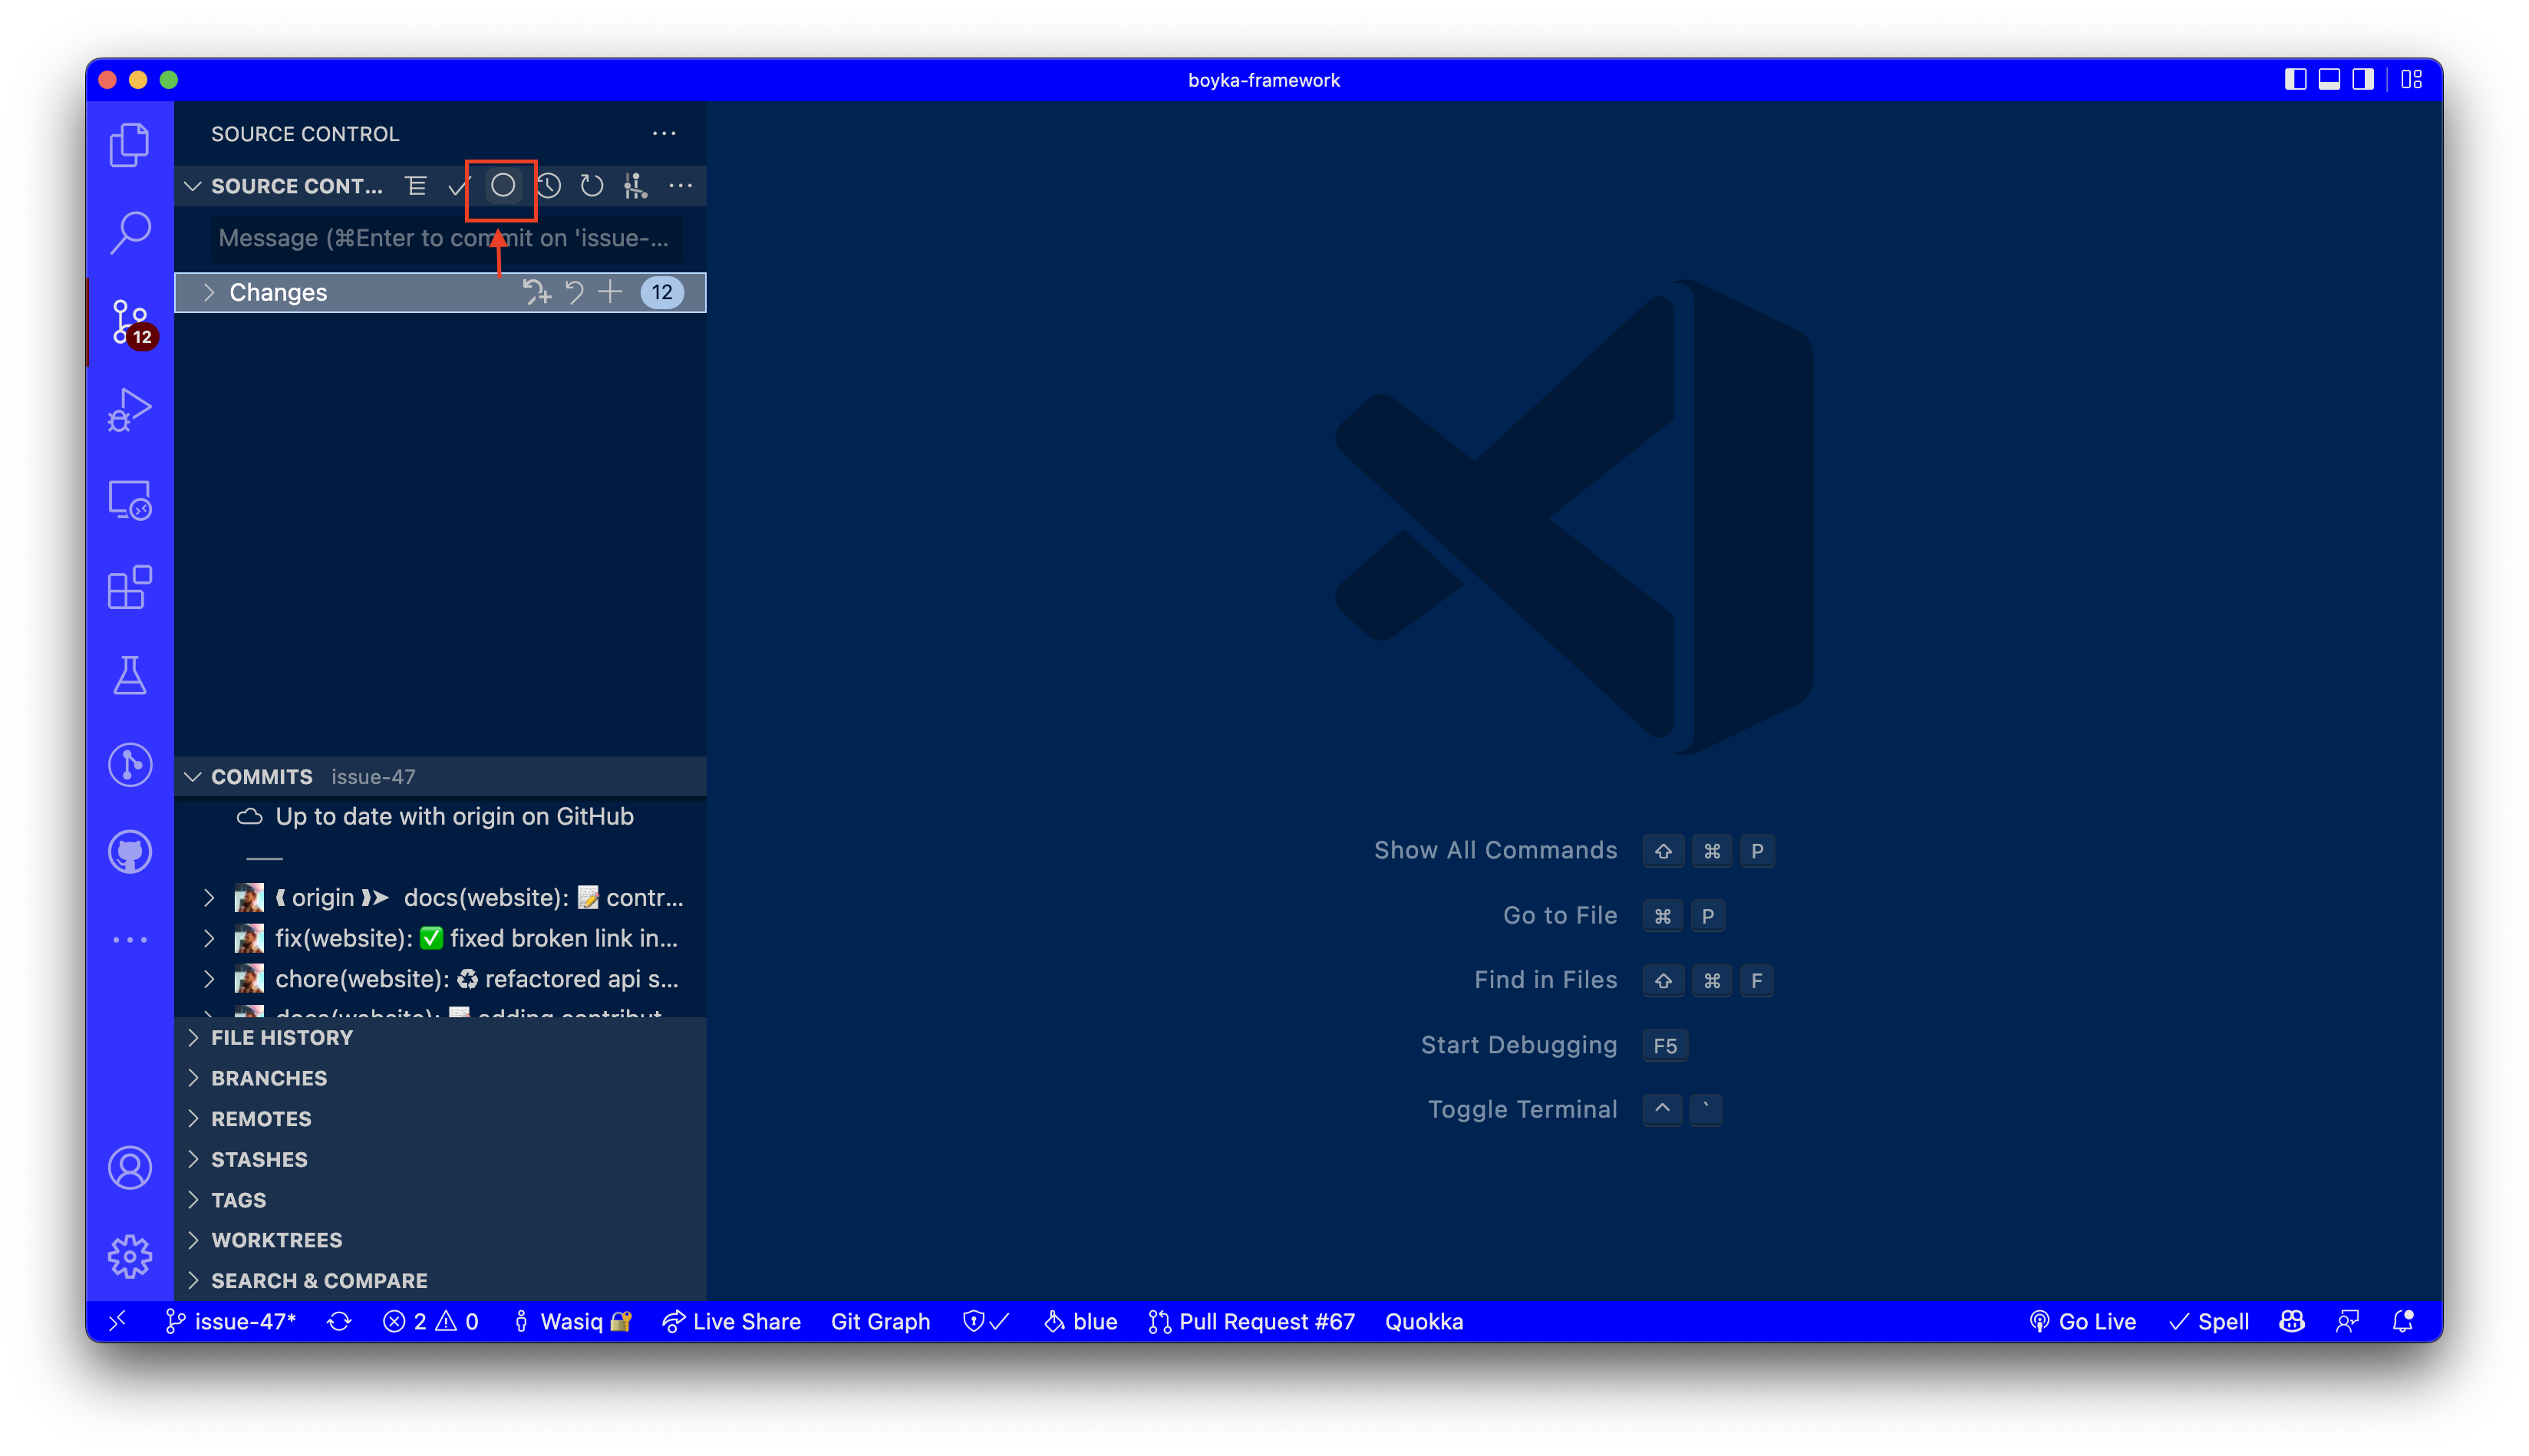 boyka-framework
SOURCE CONTROL
SOURCE CONT...
Message (⌘Enter to commit on 'issue-...
Changes 12
12
COMMITS issue-47
Up to date with origin on GitHub
⦗ origin ⦘➤ docs(website): 📝 contr...
fix(website): ✅ fixed broken link in...
chore(website): ♻ refactored api s...
docs(website): 📝 adding contribut
FILE HISTORY
BRANCHES
REMOTES
STASHES
TAGS
WORKTREES
SEARCH & COMPARE
Show All Commands ⇧ ⌘ P
Go to File ⌘ P
Find in Files ⇧ ⌘ F
Start Debugging F5
Toggle Terminal ^ `
issue-47* 2 0 Wasiq 🔐 Live Share Git Graph blue Pull Request #67 Quokka Go Live Spell